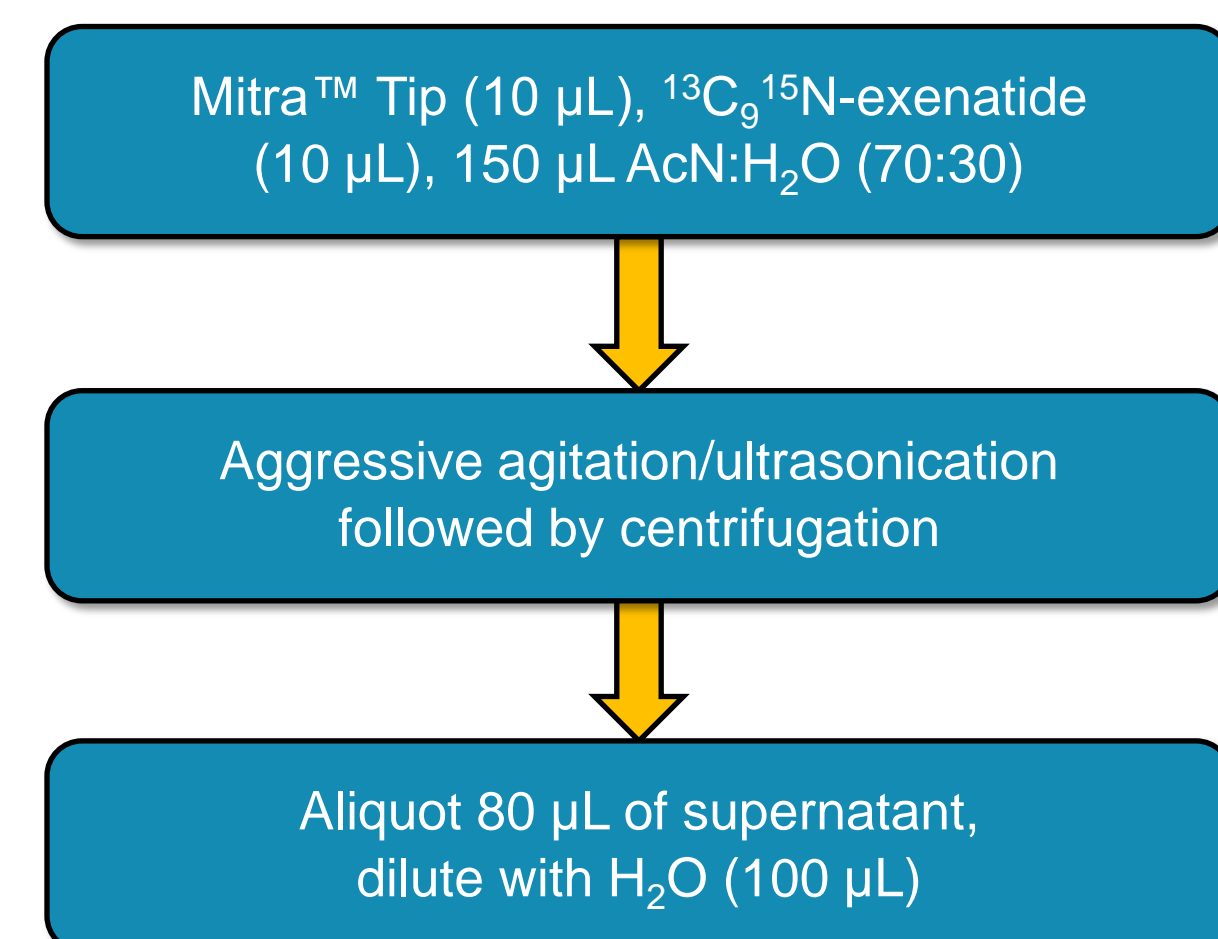 Mitra™ Tip (10 µL), ¹³C₉¹⁵N-exenatide
(10 µL), 150 µL AcN:H₂O (70:30)
Aggressive agitation/ultrasonication
followed by centrifugation
Aliquot 80 µL of supernatant,
dilute with H₂O (100 µL)